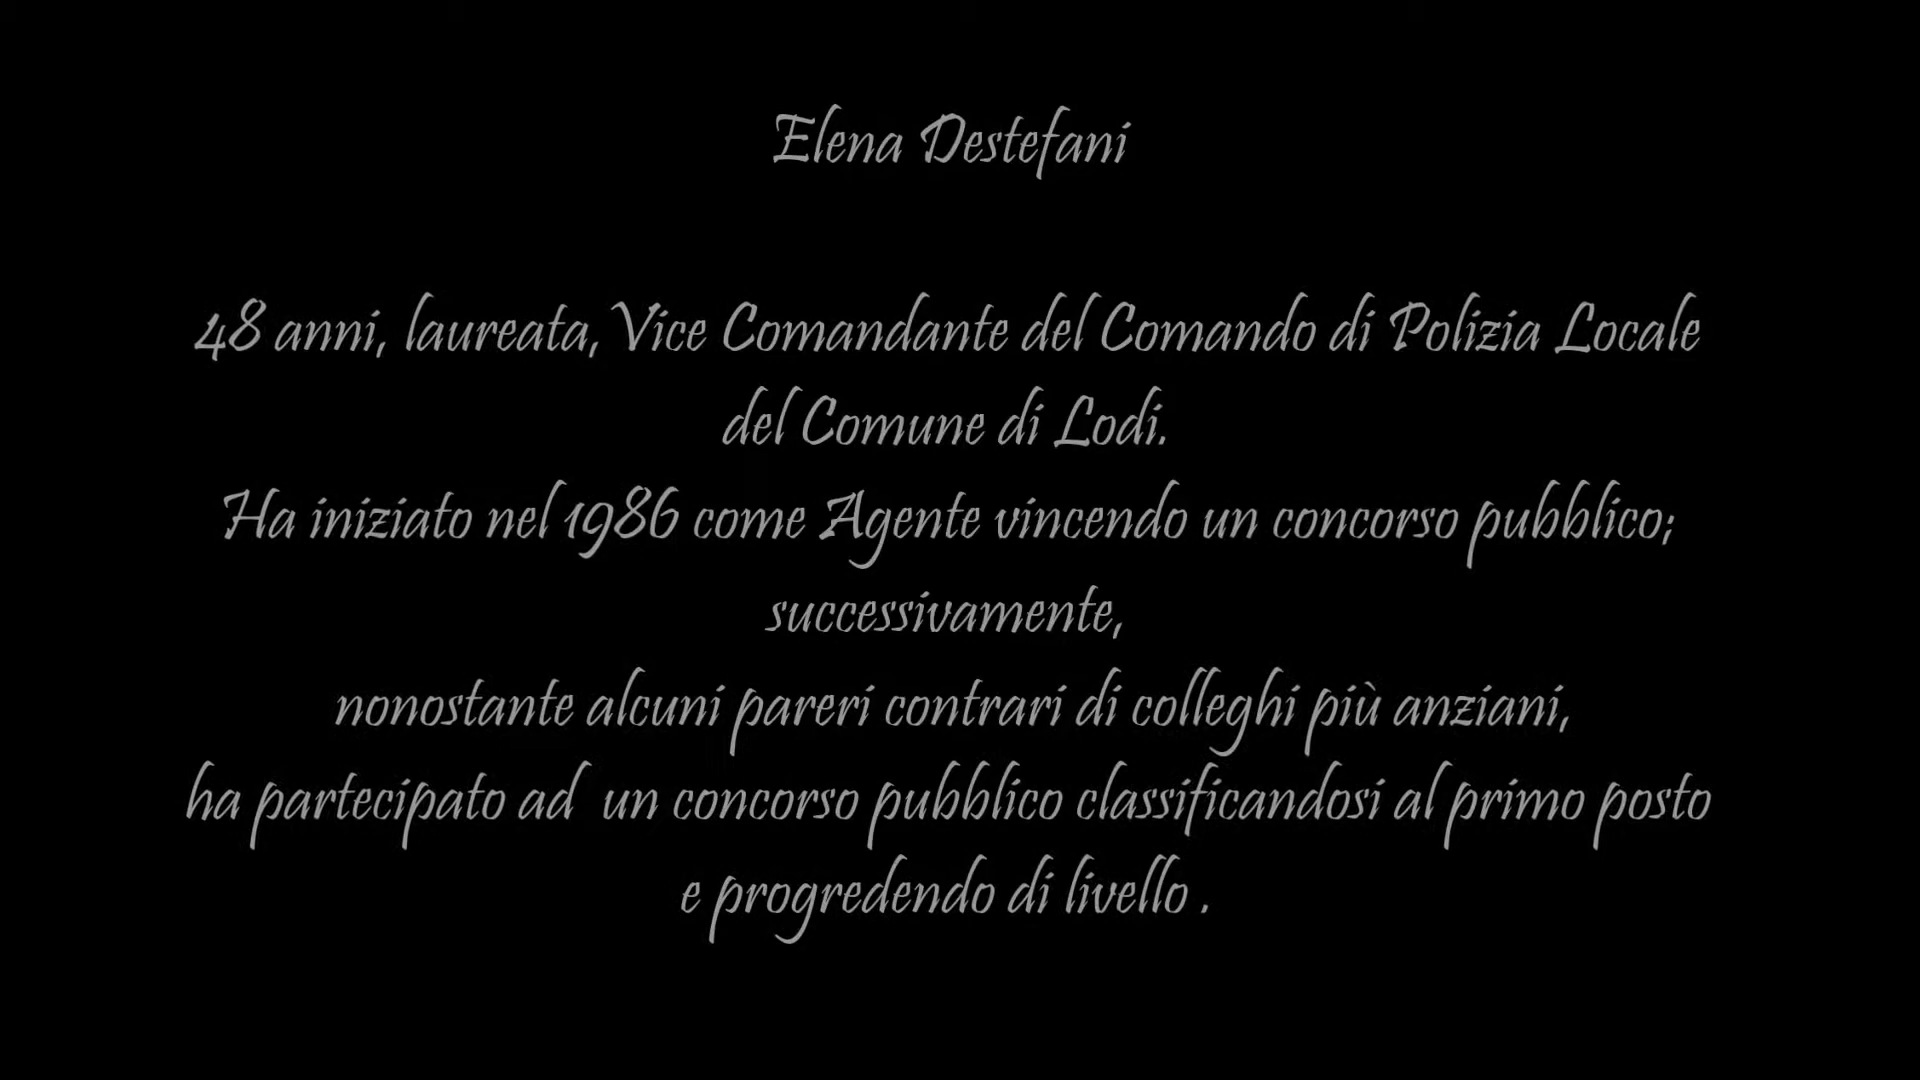 Elena Destefani
48 anni, laureata, Vice Comandante del Comando di Polizia Locale
del Comune di Lodi.
Ha iniziato nel 1986 come Agente vincendo un concorso pubblico;
successivamente,
nonostante alcuni pareri contrari di colleghi più anziani,
ha partecipato ad  un concorso pubblico classificandosi al primo posto
e progredendo di livello .